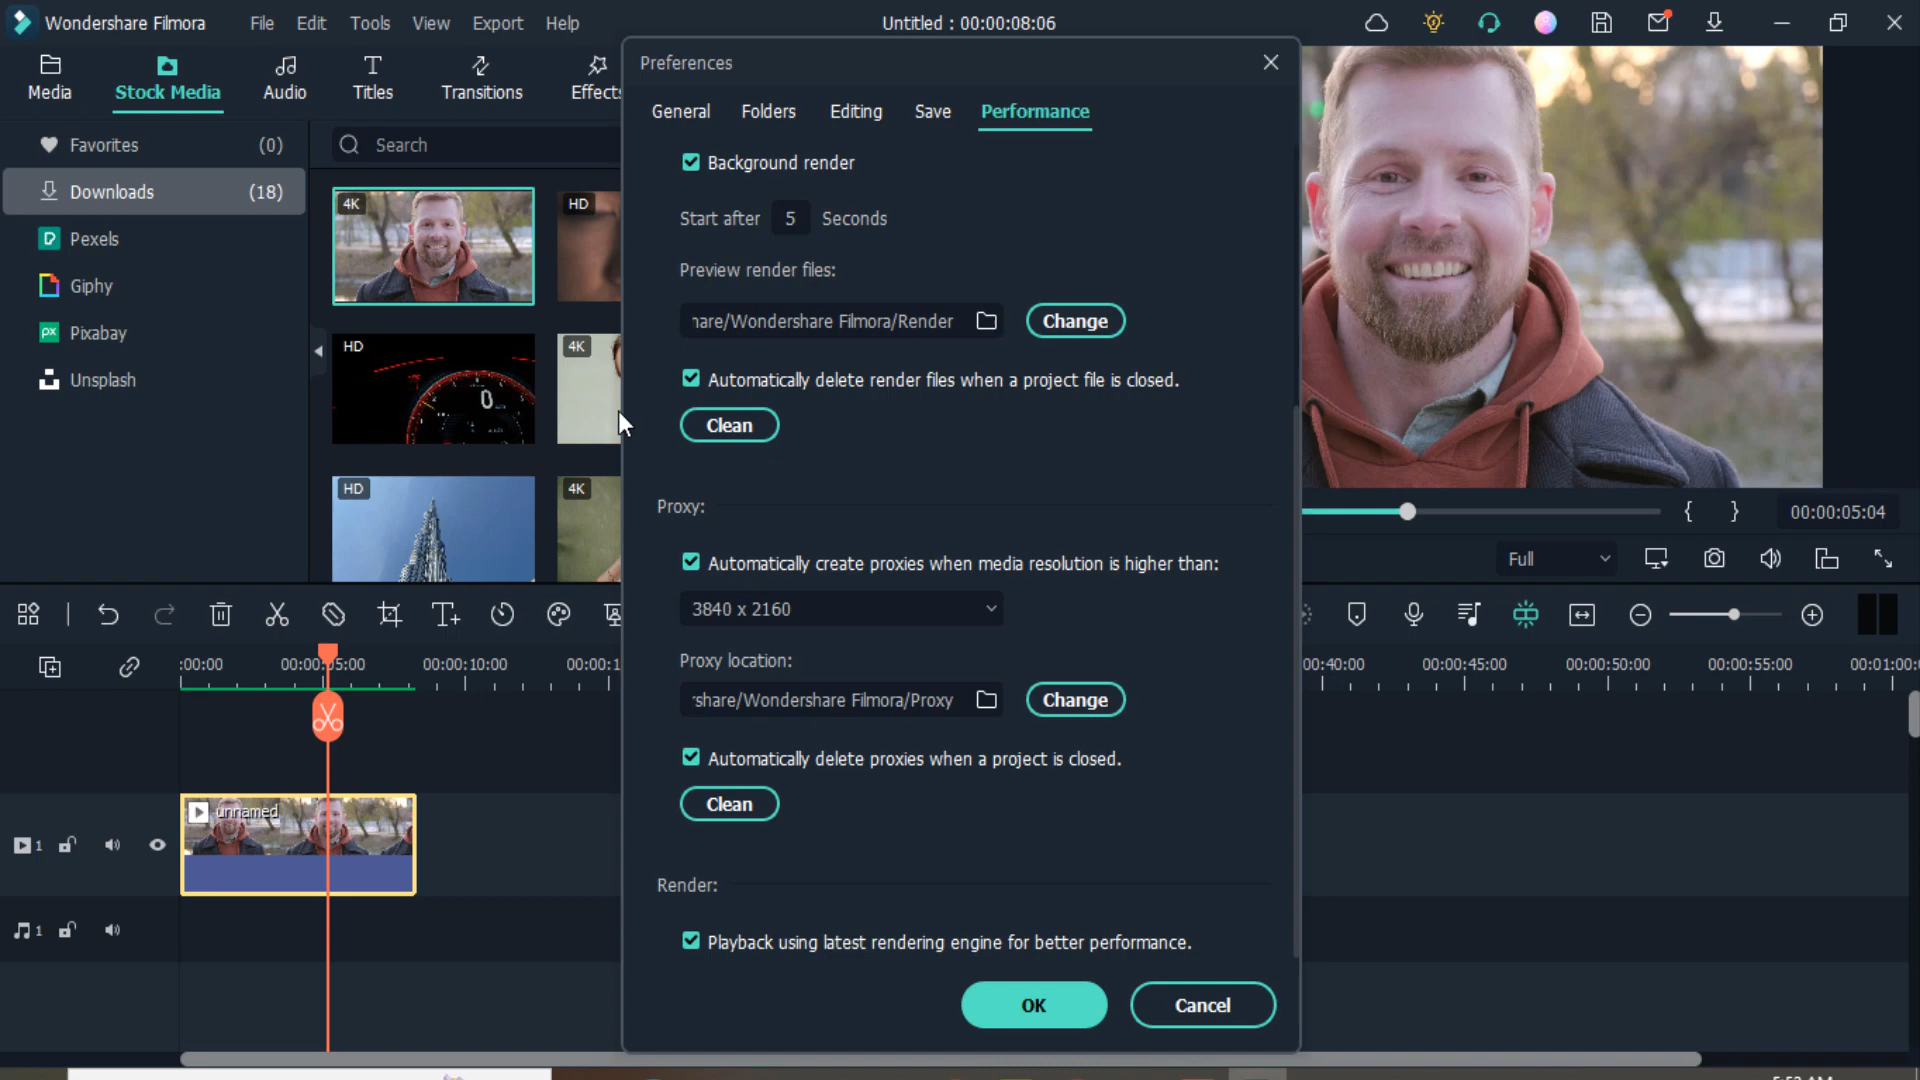 Wondershare Filmora
File Edit Tools View Export Help
Untitled : 00:00:08:06
Media
Stock Media
Audio
Titles
Transitions
Effects
Favorites (0)
Downloads (18)
Pexels
Giphy
Pixabay
Unsplash
Search
4K
HD
HD
4K
HD
4K
Preferences
General Folders Editing Save Performance
Background render
Start after 5 Seconds
Preview render files:
hare/Wondershare Filmora/Render Change
Automatically delete render files when a project file is closed.
Clean
Proxy:
Automatically create proxies when media resolution is higher than:
3840 x 2160
Proxy location:
rshare/Wondershare Filmora/Proxy Change
Automatically delete proxies when a project is closed.
Clean
Render:
Playback using latest rendering engine for better performance.
OK Cancel
{ } 00:00:05:04
Full
:00:00 00:00:05:00 00:00:10:00 00:00:1
00:40:00 00:00:45:00 00:00:50:00 00:00:55:00 00:01:00:
unnamed
1
1